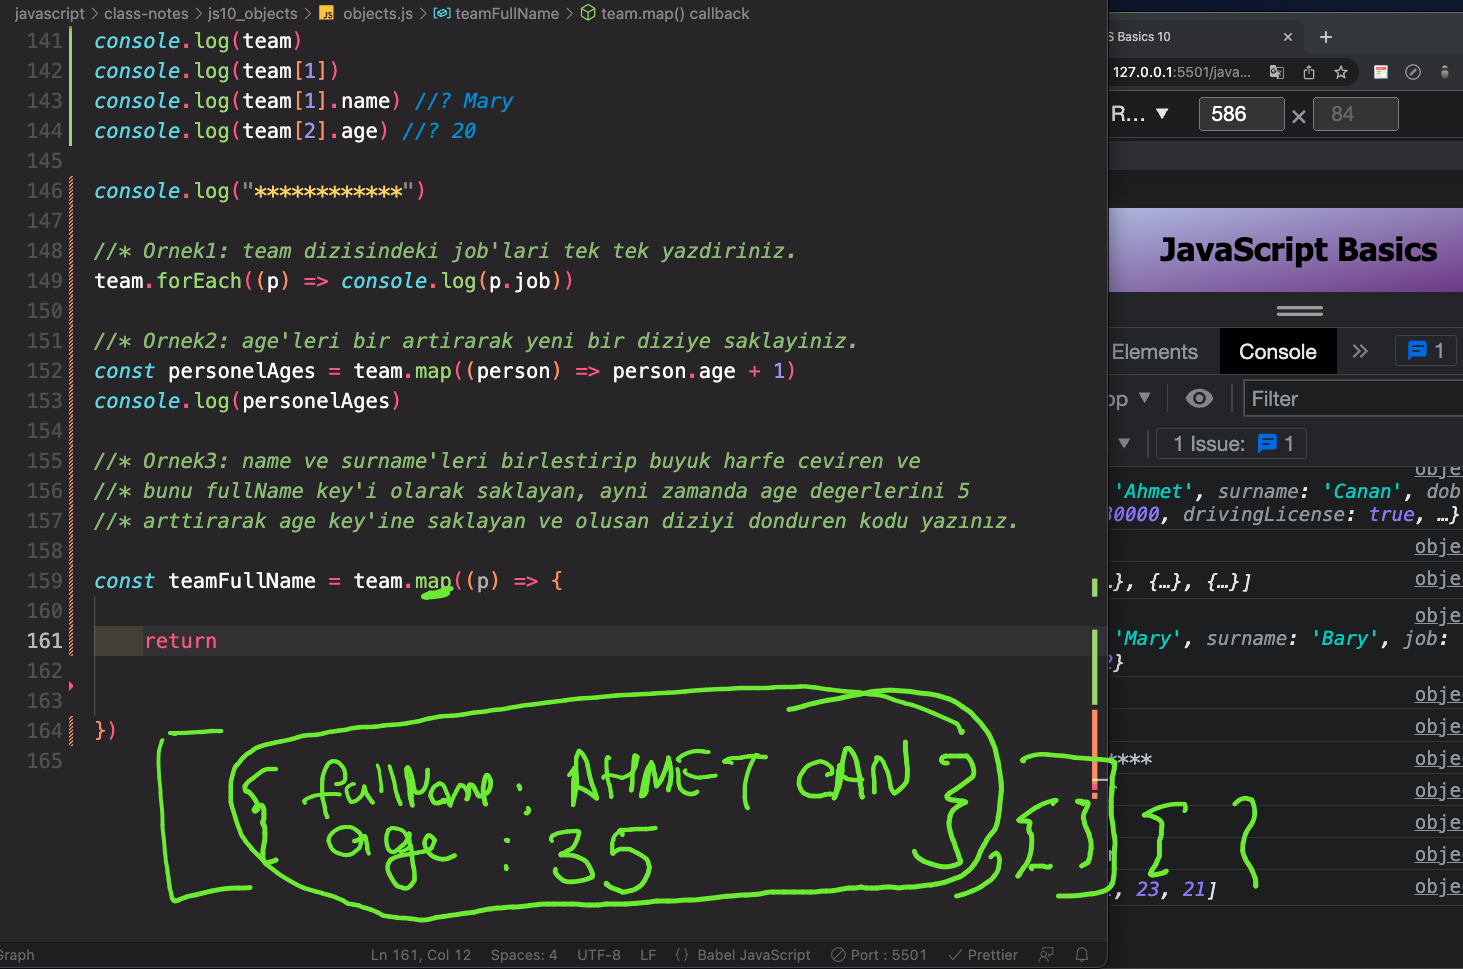 javascript > class-notes > js10_objects > JS objects.js > teamFullName > team.map() callback
141 console.log(team)
142 console.log(team[1])
143 console.log(team[1].name) //? Mary
144 console.log(team[2].age) //? 20
145
146 console.log("************")
147
148 //* Ornek1: team dizisindeki job'lari tek tek yazdiriniz.
149 team.forEach((p) => console.log(p.job))
150
151 //* Ornek2: age'leri bir artirarak yeni bir diziye saklayiniz.
152 const personelAges = team.map((person) => person.age + 1)
153 console.log(personelAges)
154
155 //* Ornek3: name ve surname'leri birlestirip buyuk harfe ceviren ve
156 //* bunu fullName key'i olarak saklayan, ayni zamanda age degerlerini 5
157 //* arttirarak age key'ine saklayan ve olusan diziyi donduren kodu yazınız.
158
159 const teamFullName = team.map((p) => {
160
161 return
162
163
164 })
165
[ { fullName: AHMET CAN
age : 35 }, { } ] [ }
Graph Ln 161, Col 12 Spaces: 4 UTF-8 LF {} Babel JavaScript Port : 5501 Prettier
S Basics 10 × +
127.0.0.1:5501/java...
R... ▼ 586 × 84
JavaScript Basics
Elements Console >> 1
op ▼ Filter
▼ 1 Issue: 1
obje
'Ahmet', surname: 'Canan', dob
30000, drivingLicense: true, …}
obje
…}, {…}, {…}] obje
obje
'Mary', surname: 'Bary', job:
2}
obje
obje
**** obje
obje
obje
obje
, 23, 21] obje